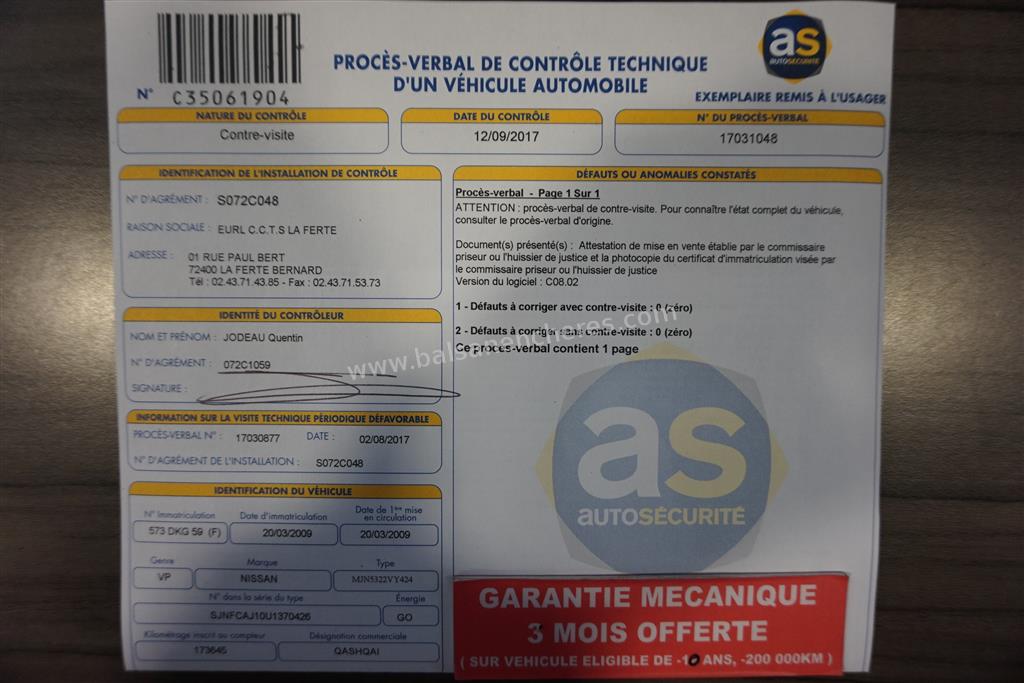 PROCÈS-VERBAL DE CONTRÔLE TECHNIQUE
D'UN VÉHICULE AUTOMOBILE
as
AUTOSÉCURITÉ
N° C35061904
EXEMPLAIRE REMIS À L'USAGER
NATURE DU CONTRÔLE
Contre-visite
DATE DU CONTRÔLE
12/09/2017
N° DU PROCÈS-VERBAL
17031048
IDENTIFICATION DE L'INSTALLATION DE CONTRÔLE
N° D'AGRÉMENT : S072C048
RAISON SOCIALE : EURL C.C.T.S LA FERTE
ADRESSE : 01 RUE PAUL BERT
72400 LA FERTE BERNARD
Tél : 02.43.71.43.85 - Fax : 02.43.71.53.73
IDENTITÉ DU CONTRÔLEUR
NOM ET PRÉNOM : JODEAU Quentin
N° D'AGRÉMENT : 072C1059
SIGNATURE :
INFORMATION SUR LA VISITE TECHNIQUE PÉRIODIQUE DÉFAVORABLE
PROCÈS-VERBAL N° : 17030877 DATE : 02/08/2017
N° D'AGRÉMENT DE L'INSTALLATION : S072C048
IDENTIFICATION DU VÉHICULE
N° Immatriculation
573 DKG 59 (F)
Date d'immatriculation
20/03/2009
Date de 1ère mise
en circulation
20/03/2009
Genre
VP
Marque
NISSAN
Type
MJN5322VY424
N° dans la série du type
SJNFCAJ10U1370426
Énergie
GO
Kilométrage inscrit au compteur
173645
Désignation commerciale
QASHQAI
DÉFAUTS OU ANOMALIES CONSTATÉS
Procès-verbal - Page 1 Sur 1
ATTENTION : procès-verbal de contre-visite. Pour connaître l'état complet du véhicule,
consulter le procès-verbal d'origine.
Document(s) présenté(s) : Attestation de mise en vente établie par le commissaire
priseur ou l'huissier de justice et la photocopie du certificat d'immatriculation visée par
le commissaire priseur ou l'huissier de justice
Version du logiciel : C08.02
1 - Défauts à corriger avec contre-visite : 0 (zéro)
2 - Défauts à corriger sans contre-visite : 0 (zéro)
Ce procès-verbal contient 1 page
www.balsanencheres.com
as
AUTOSÉCURITÉ
GARANTIE MECANIQUE
3 MOIS OFFERTE
( SUR VEHICULE ELIGIBLE DE -10 ANS, -200 000KM )